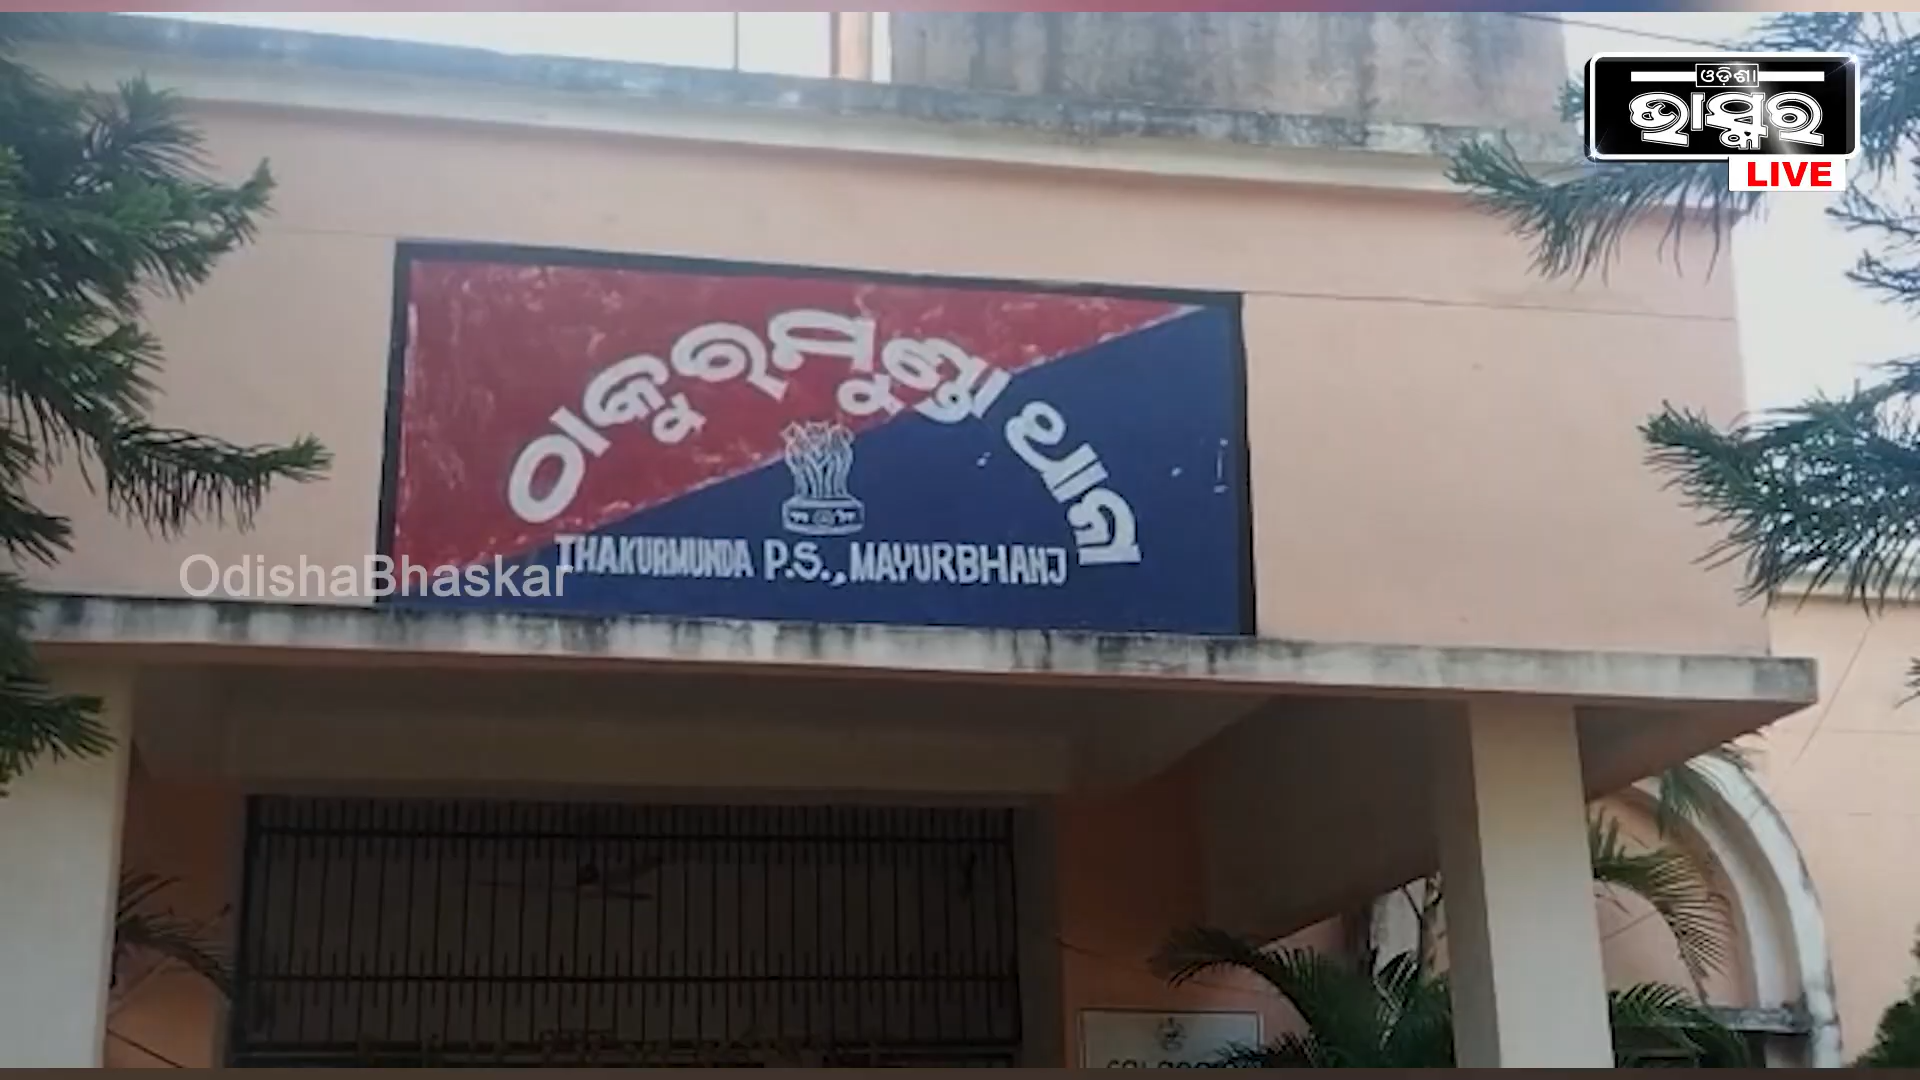 ଓଡ଼ିଶା
ଭାସ୍କର
LIVE
ଠାକୁରମୁଣ୍ଡା ଥାନା
THAKURMUNDA P.S., MAYURBHANJ
OdishaBhaskar